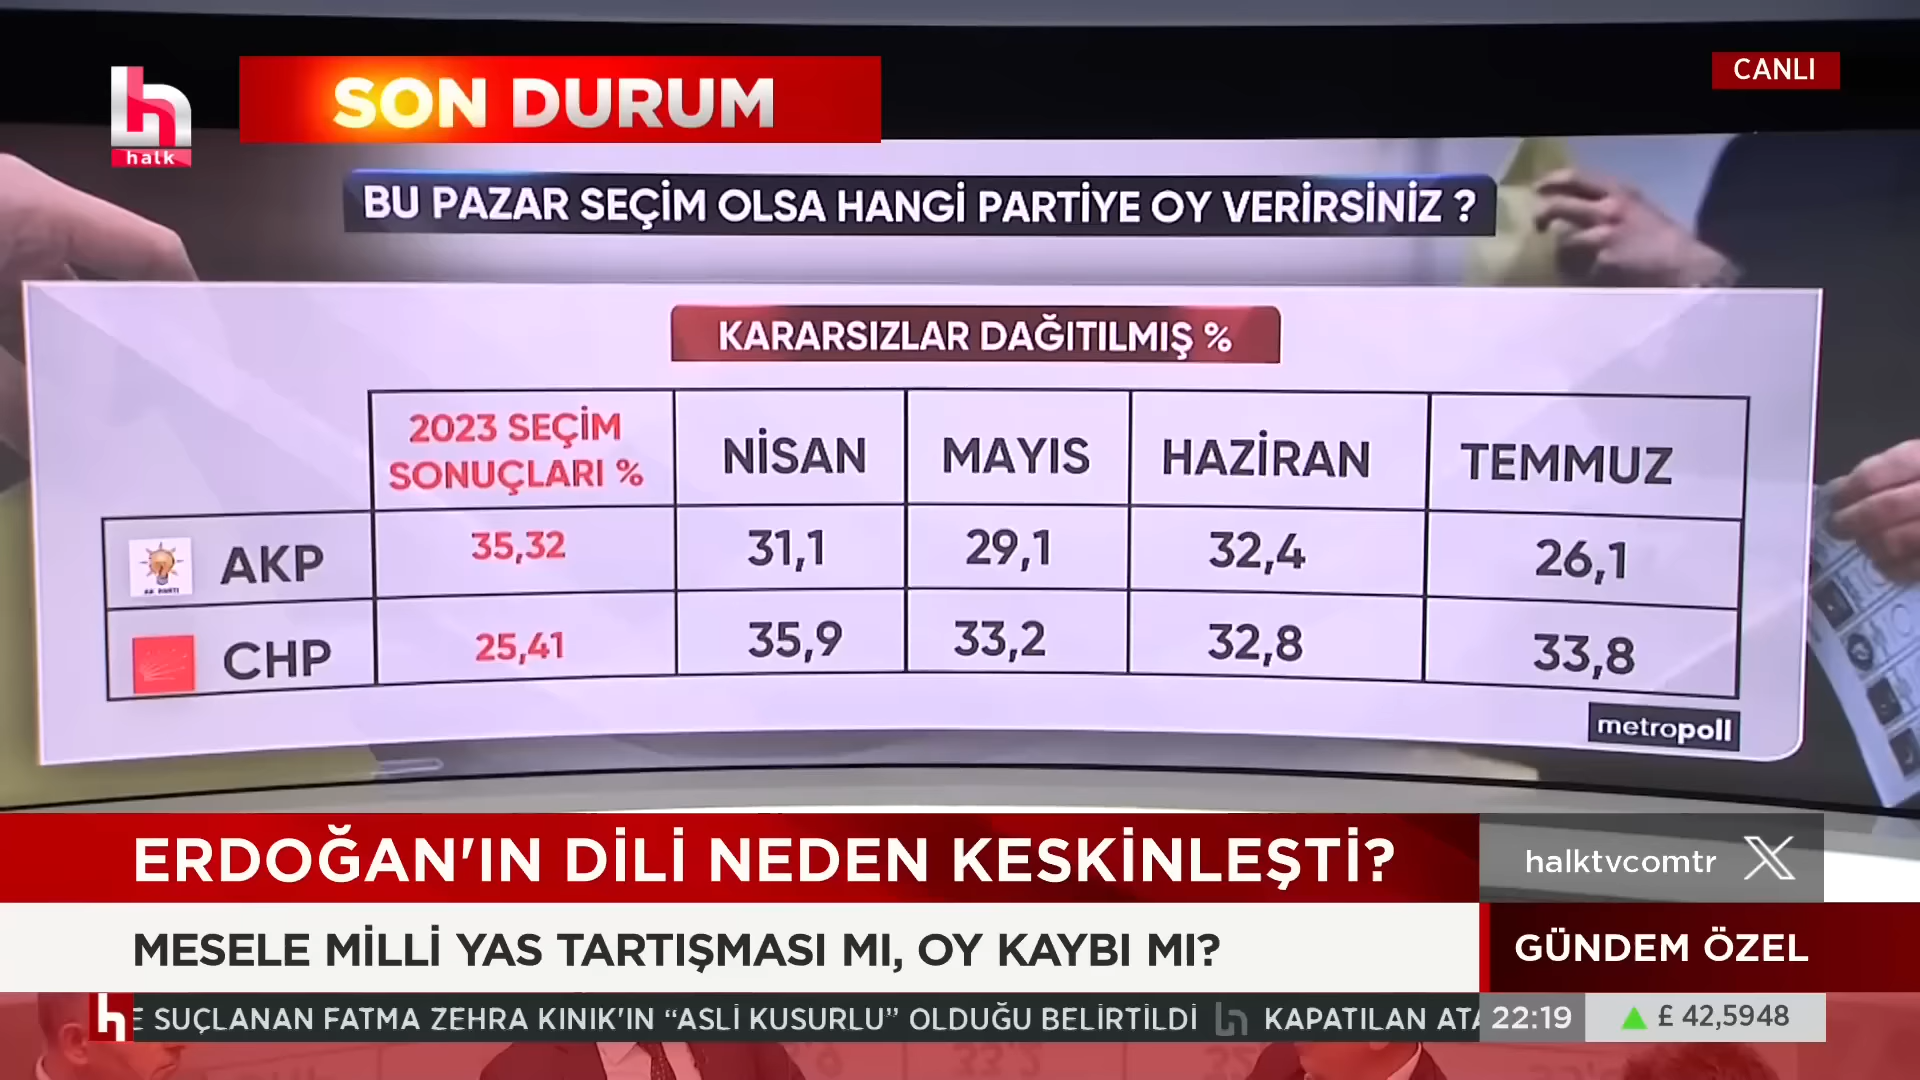 SON DURUM
CANLI
halk
BU PAZAR SEÇİM OLSA HANGİ PARTİYE OY VERİRSİNİZ ?
KARARSIZLAR DAĞITILMIŞ %
2023 SEÇİM
SONUÇLARI %
NİSAN
MAYIS
HAZİRAN
TEMMUZ
AKP
35,32
31,1
29,1
32,4
26,1
CHP
25,41
35,9
33,2
32,8
33,8
metropoll
ERDOĞAN'IN DİLİ NEDEN KESKİNLEŞTİ?
halktvcomtr X
MESELE MİLLİ YAS TARTIŞMASI MI, OY KAYBI MI?
GÜNDEM ÖZEL
E SUÇLANAN FATMA ZEHRA KINIK'IN “ASLİ KUSURLU” OLDUĞU BELİRTİLDİ
KAPATILAN ATA
22:19
£ 42,5948